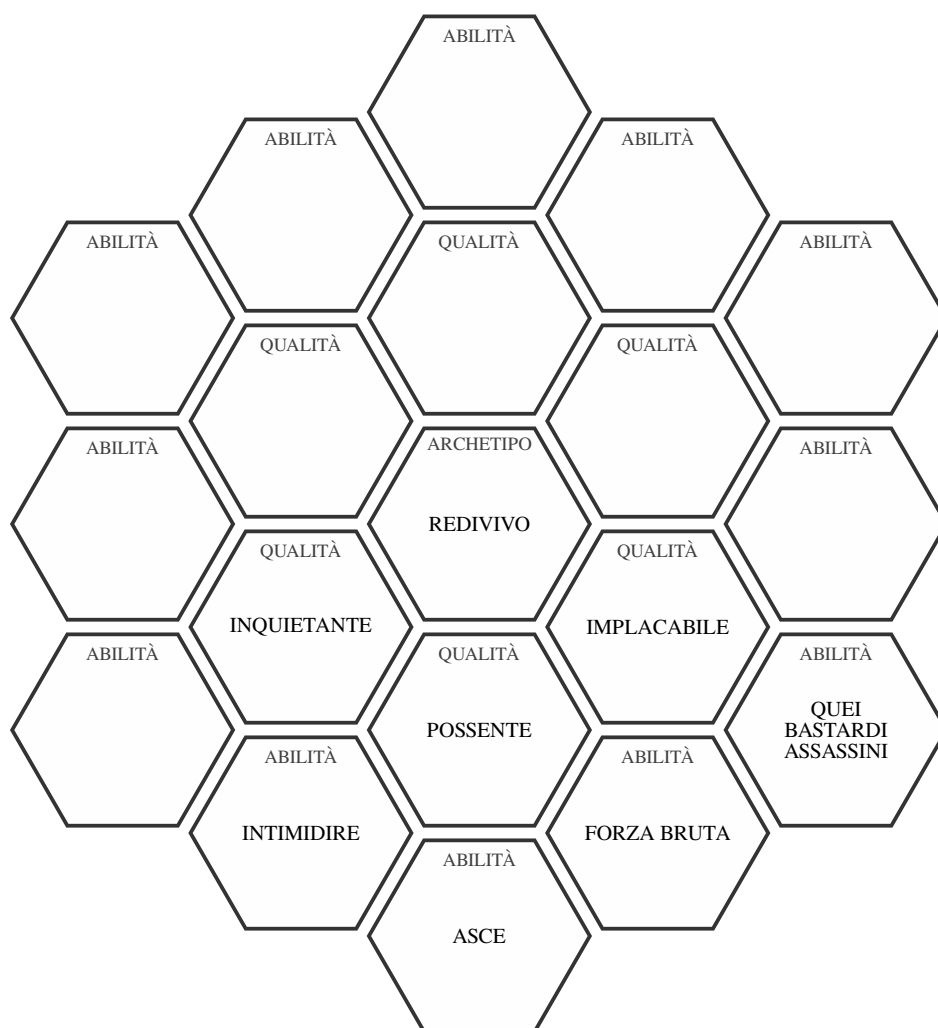 ABILITÀ
ABILITÀ
ABILITÀ
ABILITÀ
QUALITÀ
ABILITÀ
QUALITÀ
QUALITÀ
ABILITÀ
ARCHETIPO
REDIVIVO
ABILITÀ
QUALITÀ
INQUIETANTE
QUALITÀ
IMPLACABILE
ABILITÀ
QUALITÀ
POSSENTE
ABILITÀ
QUEI
BASTARDI
ASSASSINI
ABILITÀ
INTIMIDIRE
ABILITÀ
FORZA BRUTA
ABILITÀ
ASCE